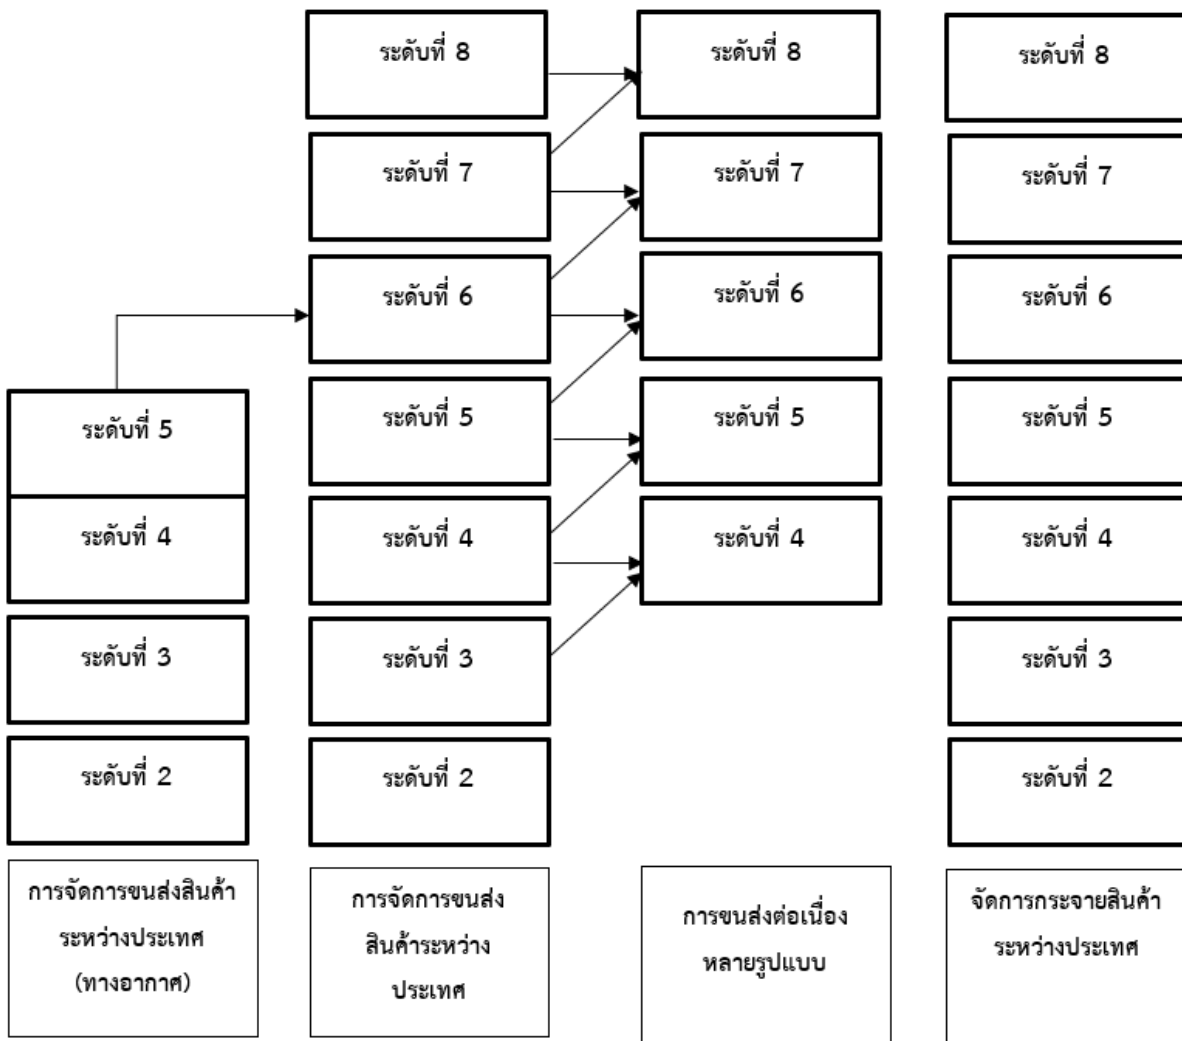 ระดับที่ 8
ระดับที่ 8
ระดับที่ 8
ระดับที่ 7
ระดับที่ 7
ระดับที่ 7
ระดับที่ 6
ระดับที่ 6
ระดับที่ 6
ระดับที่ 5
ระดับที่ 5
ระดับที่ 5
ระดับที่ 5
ระดับที่ 4
ระดับที่ 4
ระดับที่ 4
ระดับที่ 4
ระดับที่ 3
ระดับที่ 3
ระดับที่ 3
ระดับที่ 2
ระดับที่ 2
ระดับที่ 2
การจัดการขนส่งสินค้า
ระหว่างประเทศ
(ทางอากาศ)
การจัดการขนส่ง
สินค้าระหว่าง
ประเทศ
การขนส่งต่อเนื่อง
หลายรูปแบบ
จัดการกระจายสินค้า
ระหว่างประเทศ